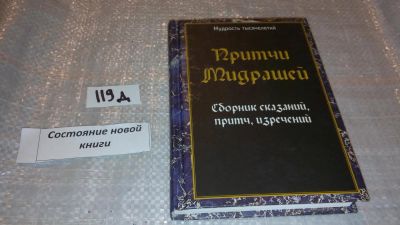 Мудрость тысячелетий
Притчи
Мидрашей
Сборник сказаний,
притч, изречений
119д
Состояние новой
книги